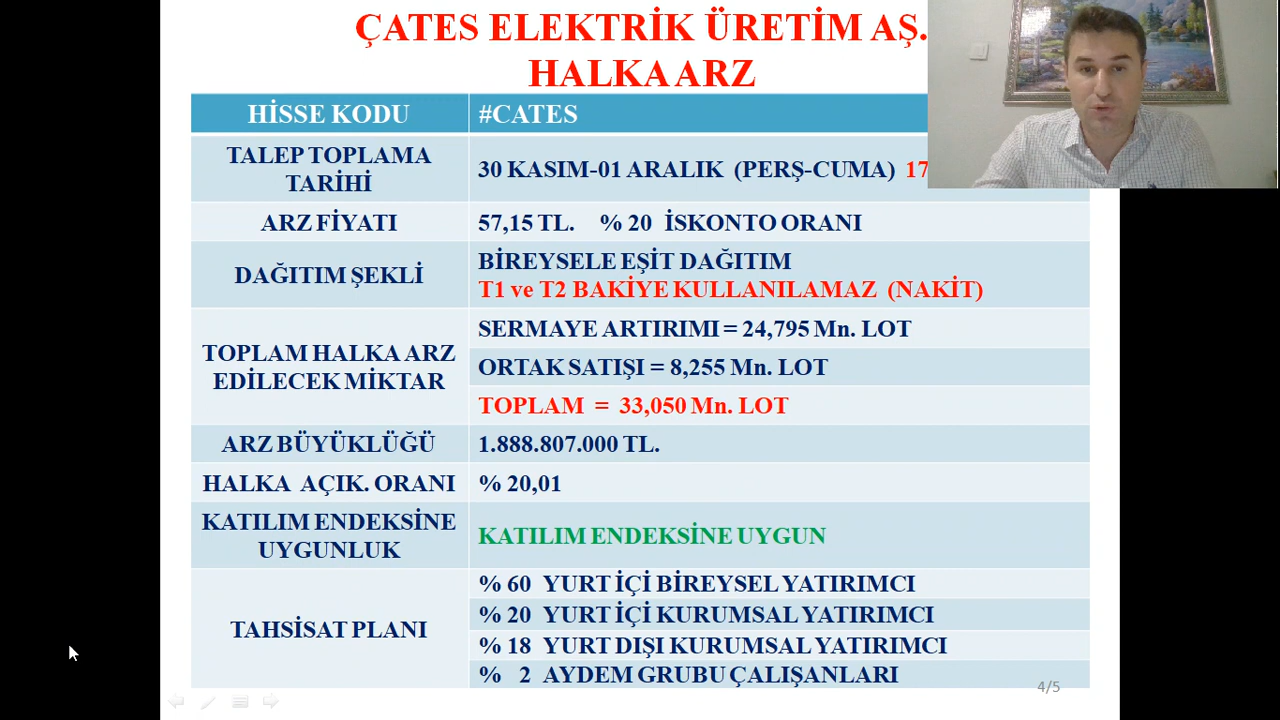 ÇATES ELEKTRİK ÜRETİM AŞ.
HALKA ARZ
HİSSE KODU
#CATES
TALEP TOPLAMA
TARİHİ
30 KASIM-01 ARALIK (PERŞ-CUMA) 17
ARZ FİYATI
57,15 TL. % 20 İSKONTO ORANI
DAĞITIM ŞEKLİ
BİREYSELE EŞİT DAĞITIM
T1 ve T2 BAKİYE KULLANILAMAZ (NAKİT)
TOPLAM HALKA ARZ
EDİLECEK MİKTAR
SERMAYE ARTIRIMI = 24,795 Mn. LOT
ORTAK SATIŞI = 8,255 Mn. LOT
TOPLAM = 33,050 Mn. LOT
ARZ BÜYÜKLÜĞÜ
1.888.807.000 TL.
HALKA AÇIK. ORANI
% 20,01
KATILIM ENDEKSİNE
UYGUNLUK
KATILIM ENDEKSİNE UYGUN
TAHSİSAT PLANI
% 60 YURT İÇİ BİREYSEL YATIRIMCI
% 20 YURT İÇİ KURUMSAL YATIRIMCI
% 18 YURT DIŞI KURUMSAL YATIRIMCI
% 2 AYDEM GRUBU ÇALIŞANLARI
4/5